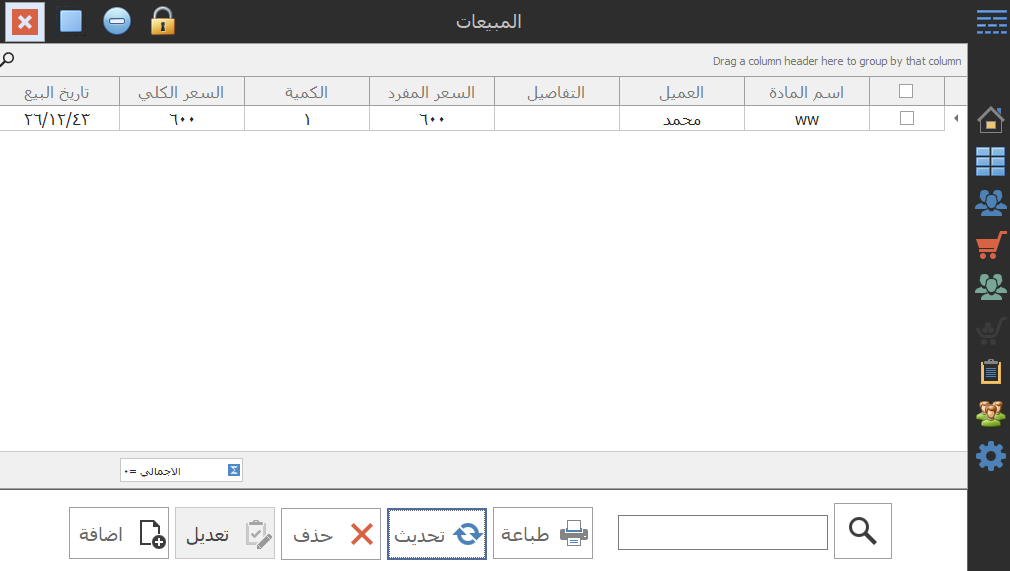 المبيعات
Drag a column header here to group by that column
اسم المادة العميل التفاصيل السعر المفرد الكمية السعر الكلي تاريخ البيع
ww محمد ٦٠٠ ١ ٦٠٠ ٢٦/١٢/٤٣
الاجمالي =٠
طباعة تحديث حذف تعديل اضافة